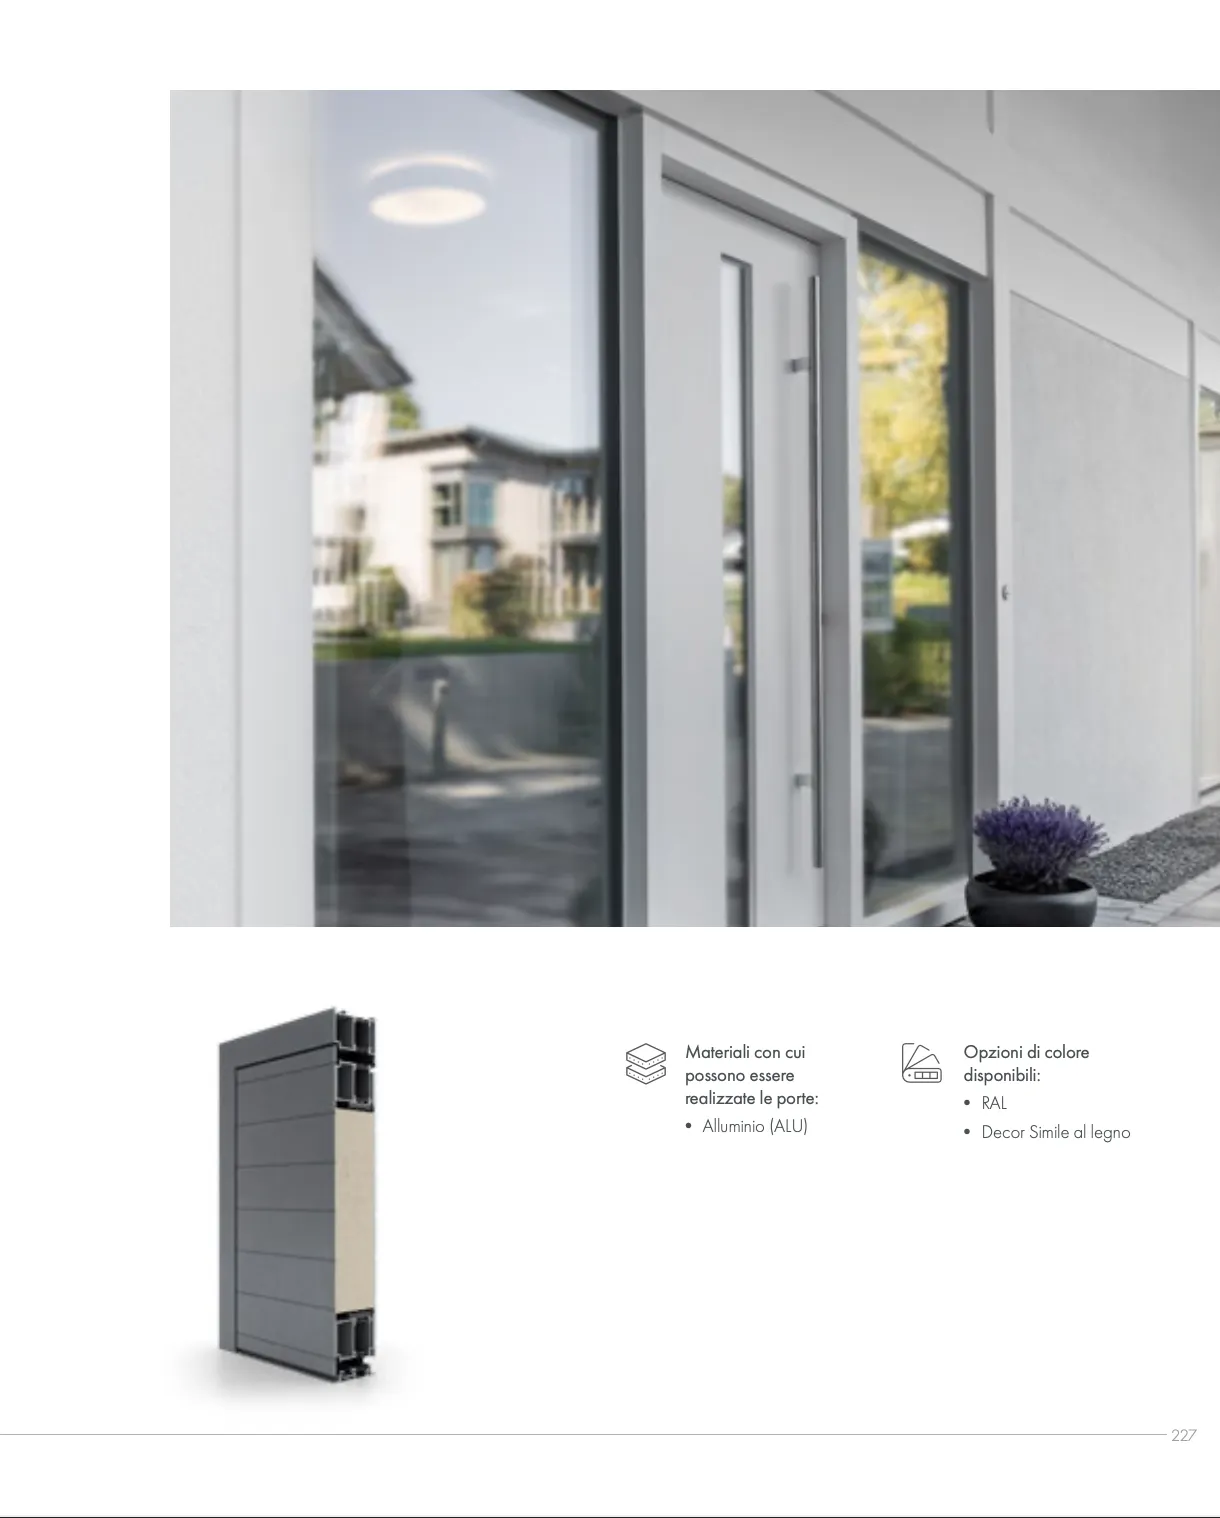 Materiali con cui
possono essere
realizzate le porte:
• Alluminio (ALU)
Opzioni di colore
disponibili:
• RAL
• Decor Simile al legno
227